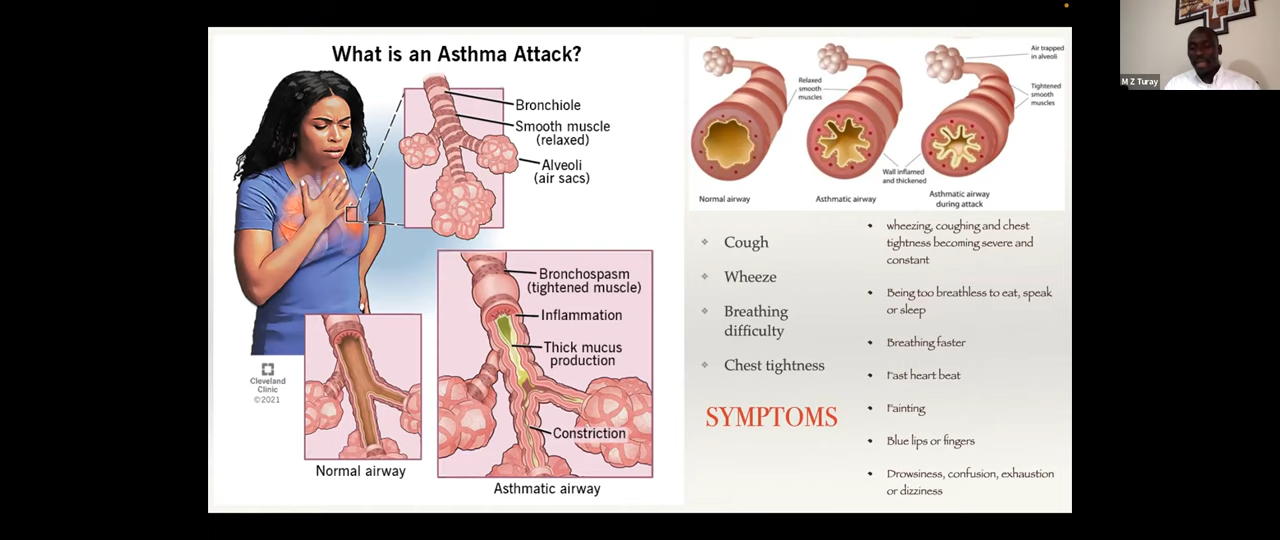 What is an Asthma Attack?
Bronchiole
Smooth muscle
(relaxed)
Alveoli
(air sacs)
Bronchospasm
(tightened muscle)
Inflammation
Thick mucus
production
Constriction
Cleveland
Clinic
©2021
Normal airway
Asthmatic airway
Relaxed
smooth
muscles
Air trapped
in alveoli
Tightened
smooth
muscles
Wall inflamed
and thickened
Normal airway
Asthmatic airway
Asthmatic airway
during attack
Cough
Wheeze
Breathing
difficulty
Chest tightness
SYMPTOMS
wheezing, coughing and chest
tightness becoming severe and
constant
Being too breathless to eat, speak
or sleep
Breathing faster
Fast heart beat
Fainting
Blue lips or fingers
Drowsiness, confusion, exhaustion
or dizziness
M Z Turay